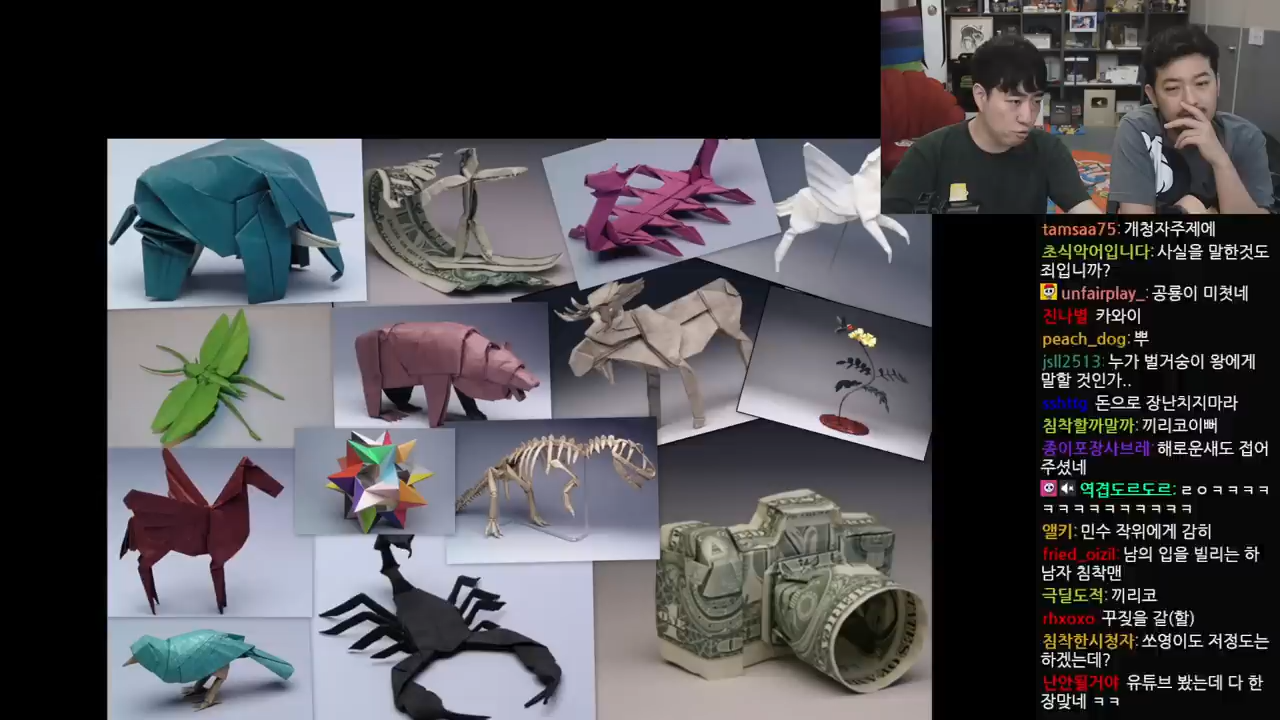 tamsaa75: 개청자주제에
초식악어입니다: 사실을 말한것도
죄입니까?
unfairplay_: 공룡이 미쳣네
진나별 카와이
peach_dog: 뿌
jsll2513: 누가 벌거숭이 왕에게
말할 것인가..
돈으로 장난치지마라
침착할까말까: 끼리코이뻐
종이포장사브레: 해로운새도 접어
주셨네
역겹도르도르: ㄹㅇㅋㅋㅋㅋ
ㅋㅋㅋㅋㅋㅋㅋㅋㅋㅋ
앨키: 민수 작위에게 감히
fried_oizil: 남의 입을 빌리는 하
남자 침착맨
극딜도적: 끼리코
rhxoxo 꾸짖을 갈(할)
침착한시청자: 쏘영이도 저정도는
하겠는데?
난안될거야 유튜브 봤는데 다 한
장맞네 ㅋㅋ